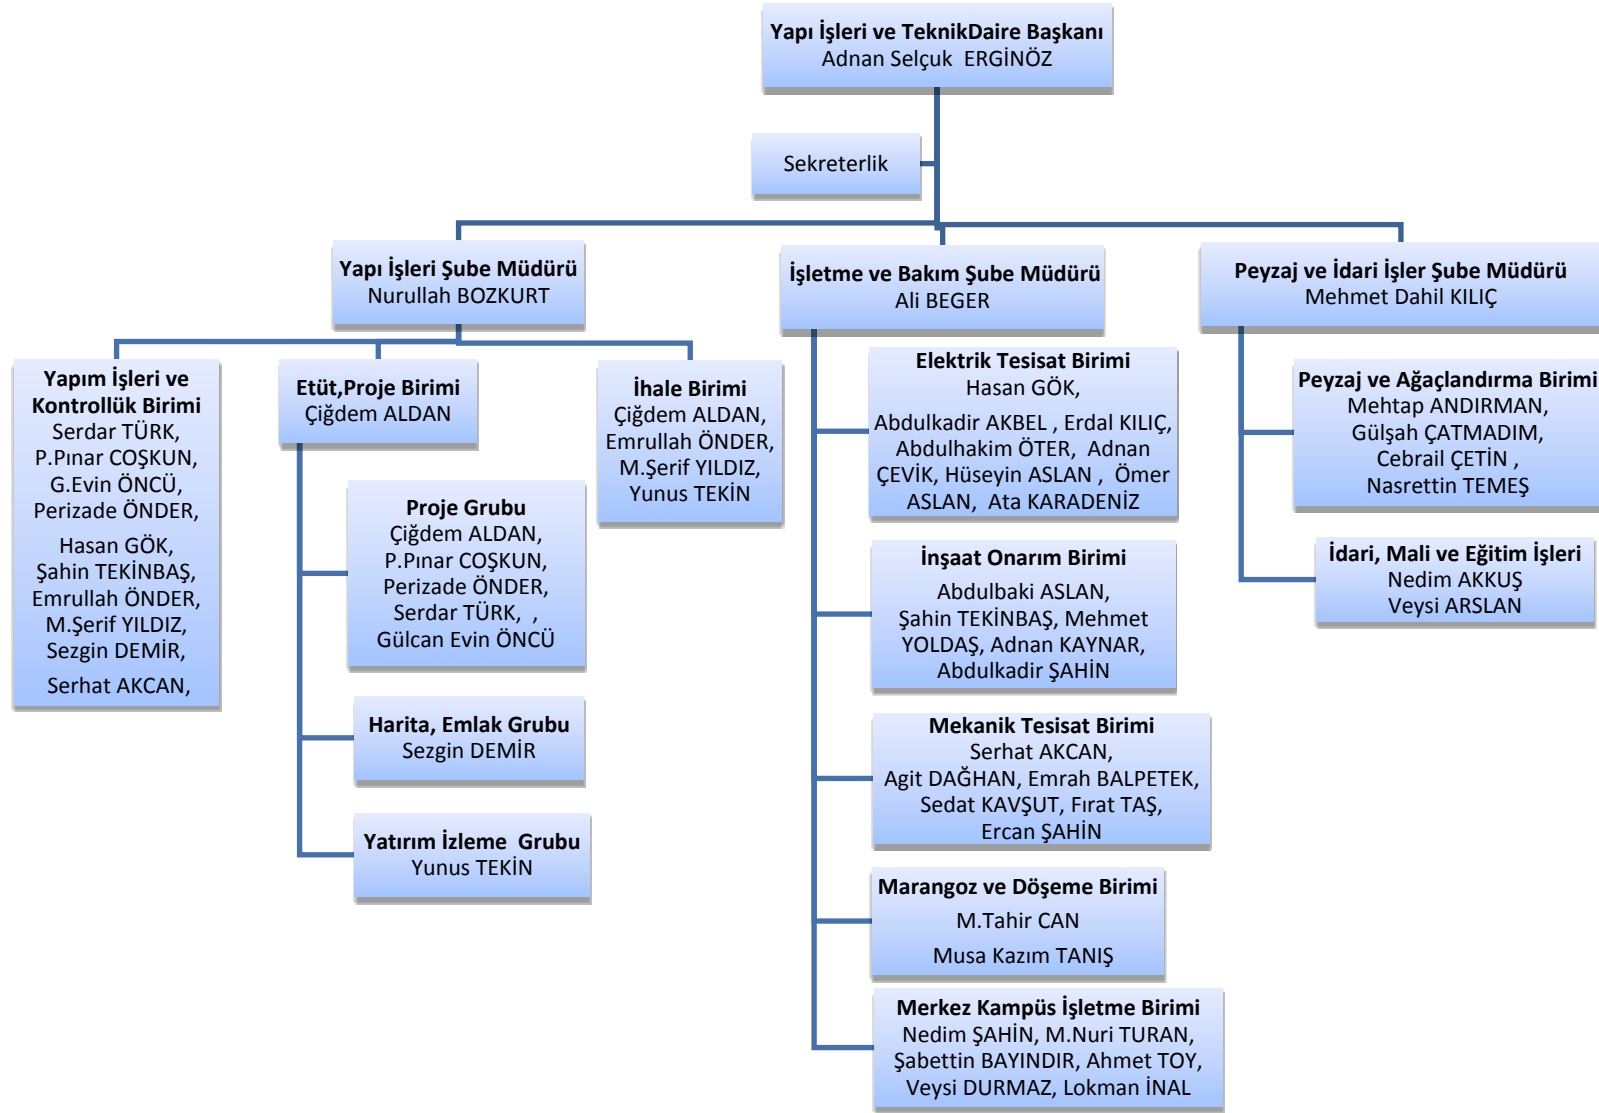 Yapı İşleri ve TeknikDaire Başkanı
Adnan Selçuk  ERGİNÖZ
Sekreterlik
Yapı İşleri Şube Müdürü
Nurullah BOZKURT
Yapım İşleri ve
Kontrollük Birimi
Serdar TÜRK,
P.Pınar COŞKUN,
G.Evin ÖNCÜ,
Perizade ÖNDER,
Hasan GÖK,
Şahin TEKİNBAŞ,
Emrullah ÖNDER,
M.Şerif YILDIZ,
Sezgin DEMİR,
Serhat AKCAN,
Etüt,Proje Birimi
Çiğdem ALDAN
Proje Grubu
Çiğdem ALDAN,
P.Pınar COŞKUN,
Perizade ÖNDER,
Serdar TÜRK,  ,
Gülcan Evin ÖNCÜ
Harita, Emlak Grubu
Sezgin DEMİR
Yatırım İzleme  Grubu
Yunus TEKİN
İhale Birimi
Çiğdem ALDAN,
Emrullah ÖNDER,
M.Şerif YILDIZ,
Yunus TEKİN
İşletme ve Bakım Şube Müdürü
Ali BEGER
Elektrik Tesisat Birimi
Hasan GÖK,
Abdulkadir AKBEL , Erdal KILIÇ,
Abdulhakim ÖTER,  Adnan
ÇEVİK, Hüseyin ASLAN ,  Ömer
ASLAN,  Ata KARADENİZ
İnşaat Onarım Birimi
Abdulbaki ASLAN,
Şahin TEKİNBAŞ, Mehmet
YOLDAŞ, Adnan KAYNAR,
Abdulkadir ŞAHİN
Mekanik Tesisat Birimi
Serhat AKCAN,
Agit DAĞHAN, Emrah BALPETEK,
Sedat KAVŞUT, Fırat TAŞ,
Ercan ŞAHİN
Marangoz ve Döşeme Birimi
M.Tahir CAN
Musa Kazım TANIŞ
Merkez Kampüs İşletme Birimi
Nedim ŞAHİN, M.Nuri TURAN,
Şabettin BAYINDIR, Ahmet TOY,
Veysi DURMAZ, Lokman İNAL
Peyzaj ve İdari İşler Şube Müdürü
Mehmet Dahil KILIÇ
Peyzaj ve Ağaçlandırma Birimi
Mehtap ANDIRMAN,
Gülşah ÇATMADIM,
Cebrail ÇETİN ,
Nasrettin TEMEŞ
İdari, Mali ve Eğitim İşleri
Nedim AKKUŞ
Veysi ARSLAN